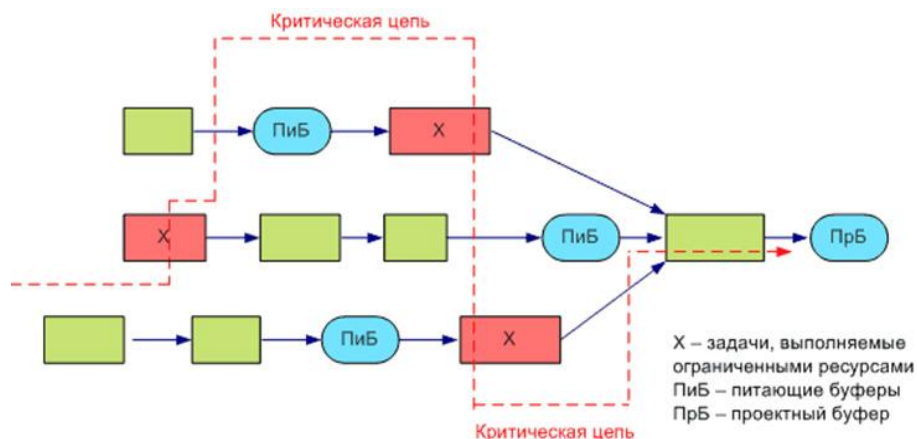 Критическая цепь
ПиБ
X
X
ПиБ
ПрБ
ПиБ
X
X – задачи, выполняемые
ограниченными ресурсами
ПиБ – питающие буферы
ПрБ – проектный буфер
Критическая цепь